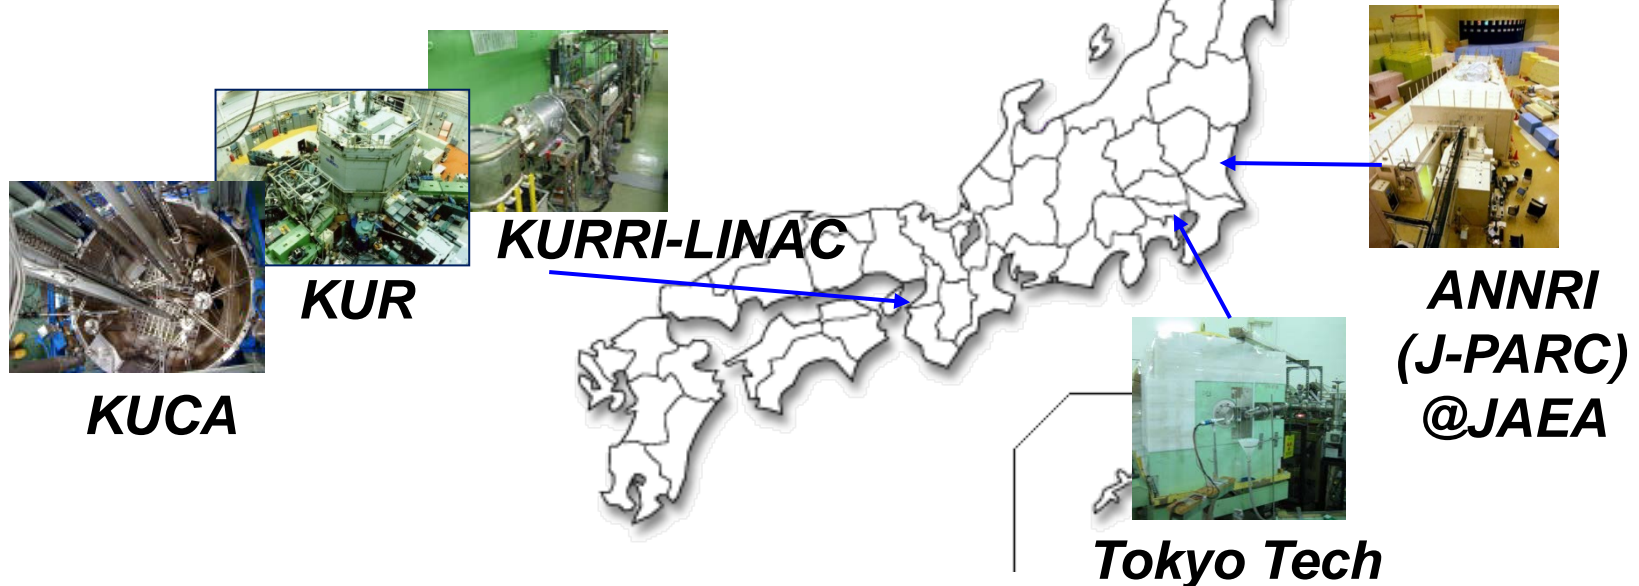 KURRI-LINAC
KUR
KUCA
ANNRI
(J-PARC)
@JAEA
Tokyo Tech